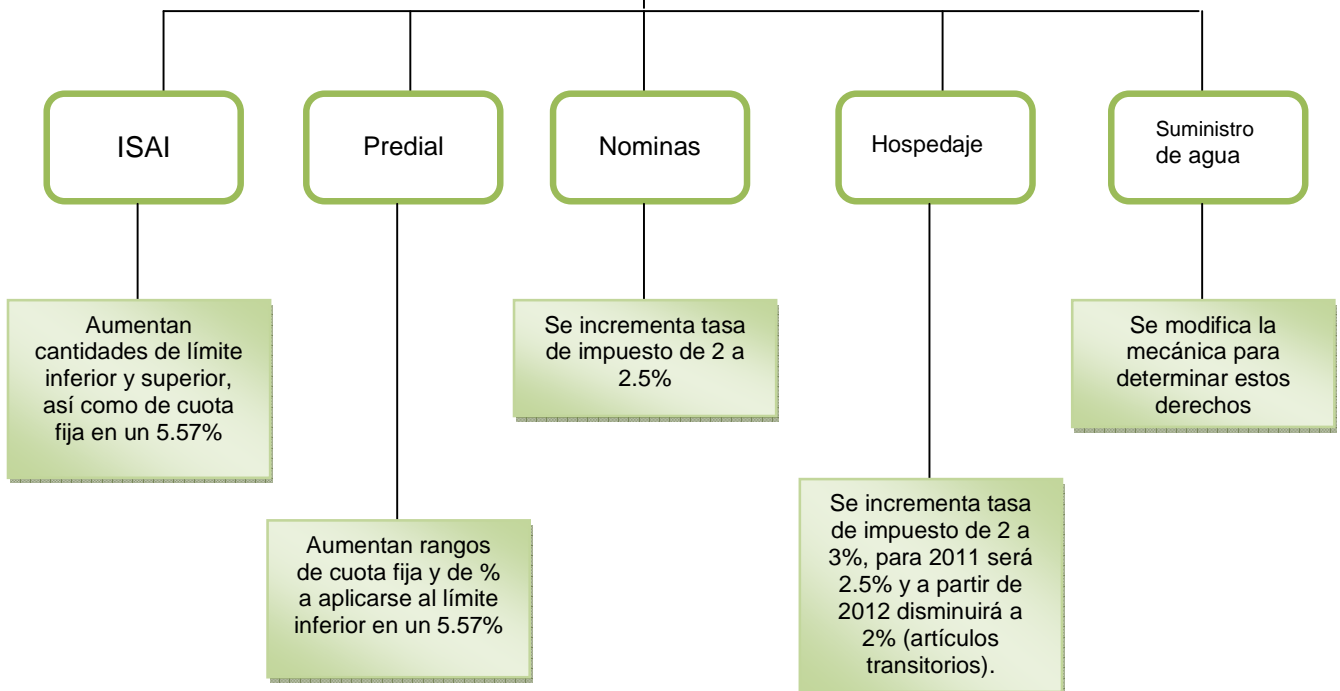 ISAI
Predial
Nominas
Hospedaje
Suministro
de agua
Aumentan
cantidades de límite
inferior y superior,
así como de cuota
fija en un 5.57%
Aumentan rangos
de cuota fija y de %
a aplicarse al límite
inferior en un 5.57%
Se incrementa tasa
de impuesto de 2 a
2.5%
Se incrementa tasa
de impuesto de 2 a
3%, para 2011 será
2.5% y a partir de
2012 disminuirá a
2% (artículos
transitorios).
Se modifica la
mecánica para
determinar estos
derechos